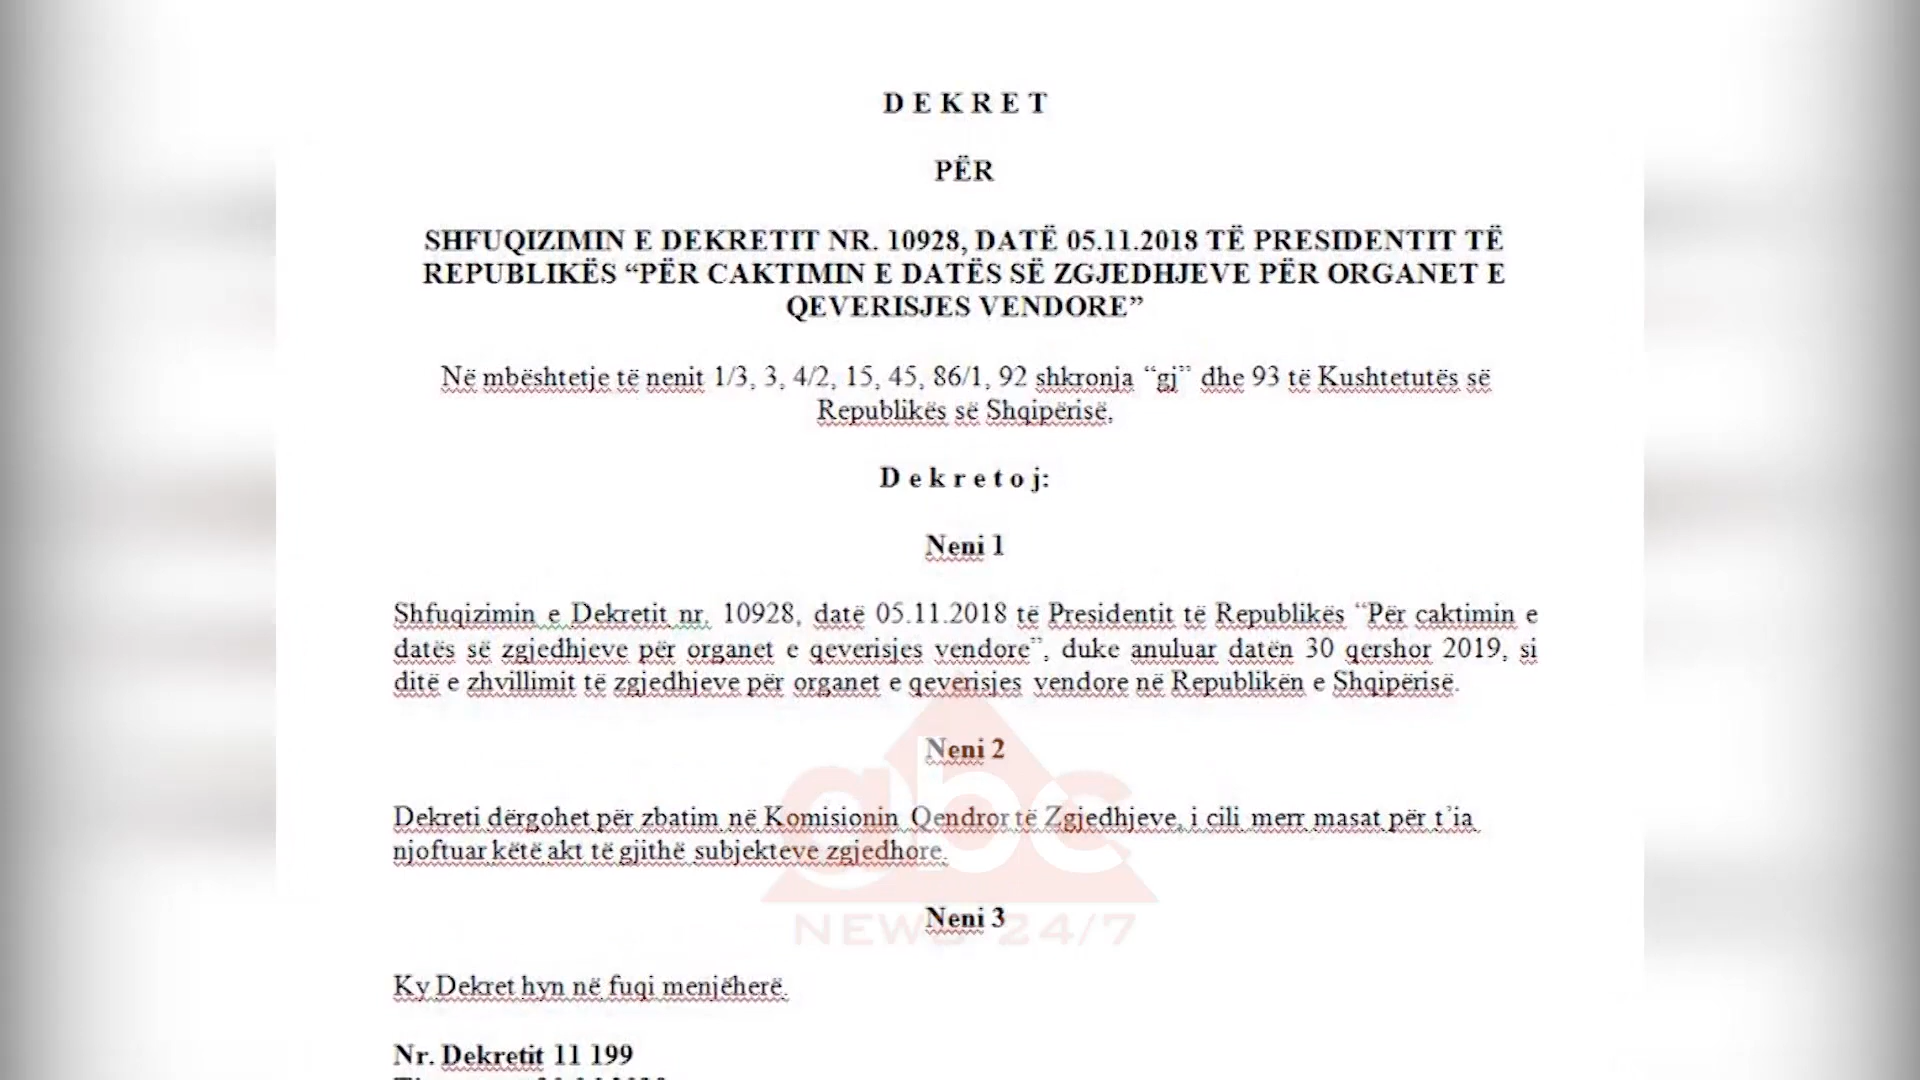 D E K R E T
PËR
SHFUQIZIMIN E DEKRETIT NR. 10928, DATË 05.11.2018 TË PRESIDENTIT TË
REPUBLIKËS “PËR CAKTIMIN E DATËS SË ZGJEDHJEVE PËR ORGANET E
QEVERISJES VENDORE”
Në mbështetje të nenit 1/3, 3, 4/2, 15, 45, 86/1, 92 shkronja “gj” dhe 93 të Kushtetutës së
Republikës së Shqipërisë,
D e k r e t o j:
Neni 1
Shfuqizimin e Dekretit nr. 10928, datë 05.11.2018 të Presidentit të Republikës “Për caktimin e
datës së zgjedhjeve për organet e qeverisjes vendore”, duke anuluar datën 30 qershor 2019, si
ditë e zhvillimit të zgjedhjeve për organet e qeverisjes vendore në Republikën e Shqipërisë.
Neni 2
Dekreti dërgohet për zbatim në Komisionin Qendror të Zgjedhjeve, i cili merr masat për t’ia
njoftuar këtë akt të gjithë subjekteve zgjedhore.
abc
NEWS 24/7
Neni 3
Ky Dekret hyn në fuqi menjëherë.
Nr. Dekretit 11 199